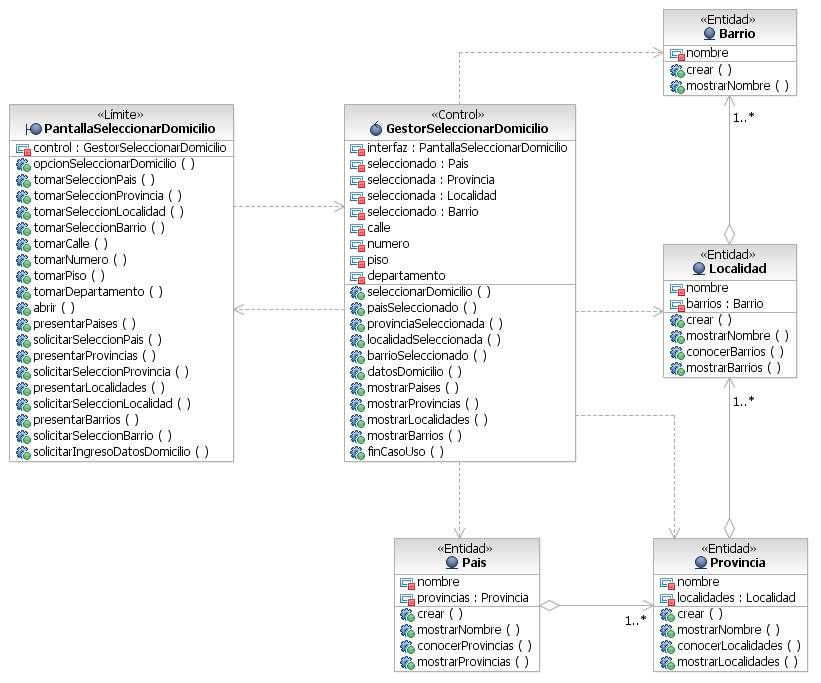 «Entidad»
Barrio
nombre
crear ( )
mostrarNombre ( )
1..*
«Límite»
PantallaSeleccionarDomicilio
control : GestorSeleccionarDomicilio
opcionSeleccionarDomicilio ( )
tomarSeleccionPais ( )
tomarSeleccionProvincia ( )
tomarSeleccionLocalidad ( )
tomarSeleccionBarrio ( )
tomarCalle ( )
tomarNumero ( )
tomarPiso ( )
tomarDepartamento ( )
abrir ( )
presentarPaises ( )
solicitarSeleccionPais ( )
presentarProvincias ( )
solicitarSeleccionProvincia ( )
presentarLocalidades ( )
solicitarSeleccionLocalidad ( )
presentarBarrios ( )
solicitarSeleccionBarrio ( )
solicitarIngresoDatosDomicilio ( )
«Control»
GestorSeleccionarDomicilio
interfaz : PantallaSeleccionarDomicilio
seleccionado : Pais
seleccionada : Provincia
seleccionada : Localidad
seleccionado : Barrio
calle
numero
piso
departamento
seleccionarDomicilio ( )
paisSeleccionado ( )
provinciaSeleccionada ( )
localidadSeleccionada ( )
barrioSeleccionado ( )
datosDomicilio ( )
mostrarPaises ( )
mostrarProvincias ( )
mostrarLocalidades ( )
mostrarBarrios ( )
finCasoUso ( )
«Entidad»
Localidad
nombre
barrios : Barrio
crear ( )
mostrarNombre ( )
conocerBarrios ( )
mostrarBarrios ( )
1..*
«Entidad»
Pais
nombre
provincias : Provincia
crear ( )
mostrarNombre ( )
conocerProvincias ( )
mostrarProvincias ( )
1..*
«Entidad»
Provincia
nombre
localidades : Localidad
crear ( )
mostrarNombre ( )
conocerLocalidades ( )
mostrarLocalidades ( )